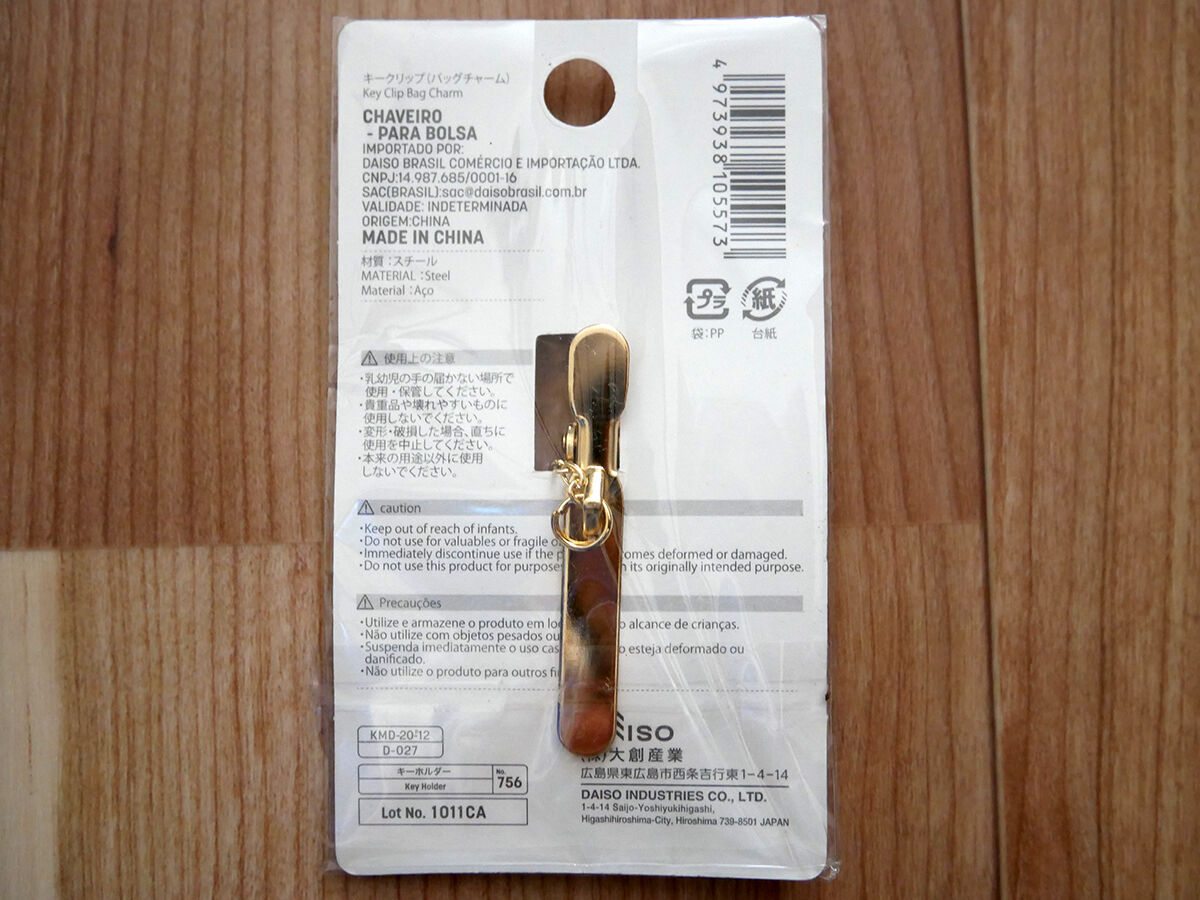 キークリップ(バッグチャーム)
Key Clip Bag Charm
CHAVEIRO
- PARA BOLSA
IMPORTADO POR:
DAISO BRASIL COMÉRCIO E IMPORTAÇÃO LTDA.
CNPJ:14.987.685/0001-16
SAC(BRASIL):sac@daisobrasil.com.br
VALIDADE: INDETERMINADA
ORIGEM:CHINA
MADE IN CHINA
材質:スチール
MATERIAL :Steel
Material :Aço
4 973938 105573
プラ
紙
袋:PP
台紙
使用上の注意
・乳幼児の手の届かない場所で
使用・保管してください。
・貴重品や壊れやすいものに
使用しないでください。
・変形・破損した場合、直ちに
使用を中止してください。
・本来の用途以外に使用
しないでください。
caution
・Keep out of reach of infants.
・Do not use for valuables or fragile
・Immediately discontinue use if the deformed or damaged.
・Do not use this product for its originally intended purpose.
Precauções
・Utilize e armazene o produto em alcance de crianças.
・Não utilize com objetos pesados ou
・Suspenda imediatamente o uso esteja deformado ou
danificado.
・Não utilize o produto para outros
KMD-20-12
D-027
キーホルダー
Key Holder
No.
756
Lot No. 1011CA
ISO
大創産業
広島県東広島市西条吉行東1-4-14
DAISO INDUSTRIES CO., LTD.
1-4-14 Saijo-Yoshiyukihigashi,
Higashihiroshima-City, Hiroshima 739-8501 JAPAN